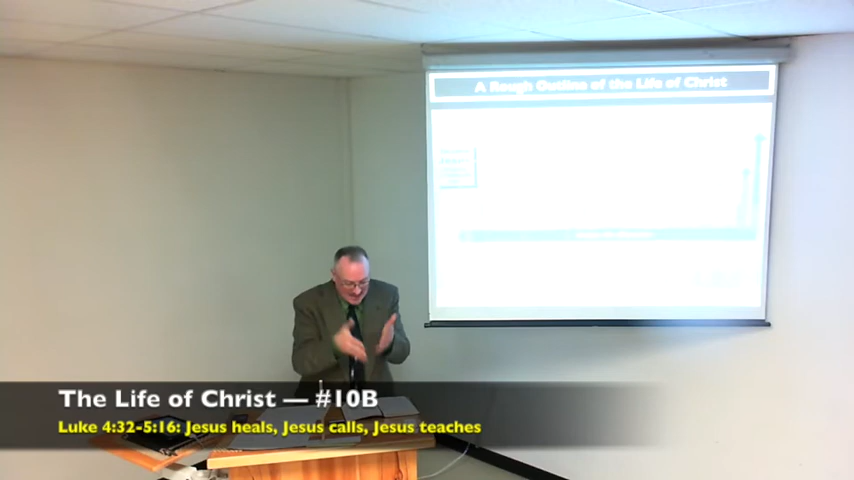 A Rough Outline of the Life of Christ
The Life of Christ — #10B
Luke 4:32-5:16: Jesus heals, Jesus calls, Jesus teaches